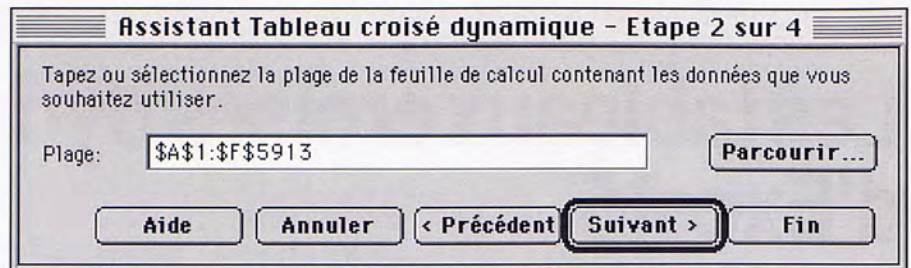 Assistant Tableau croisé dynamique - Etape 2 sur 4
Tapez ou sélectionnez la plage de la feuille de calcul contenant les données que vous
souhaitez utiliser.
Plage: $A$1:$F$5913 Parcourir...
Aide Annuler < Précédent Suivant > Fin